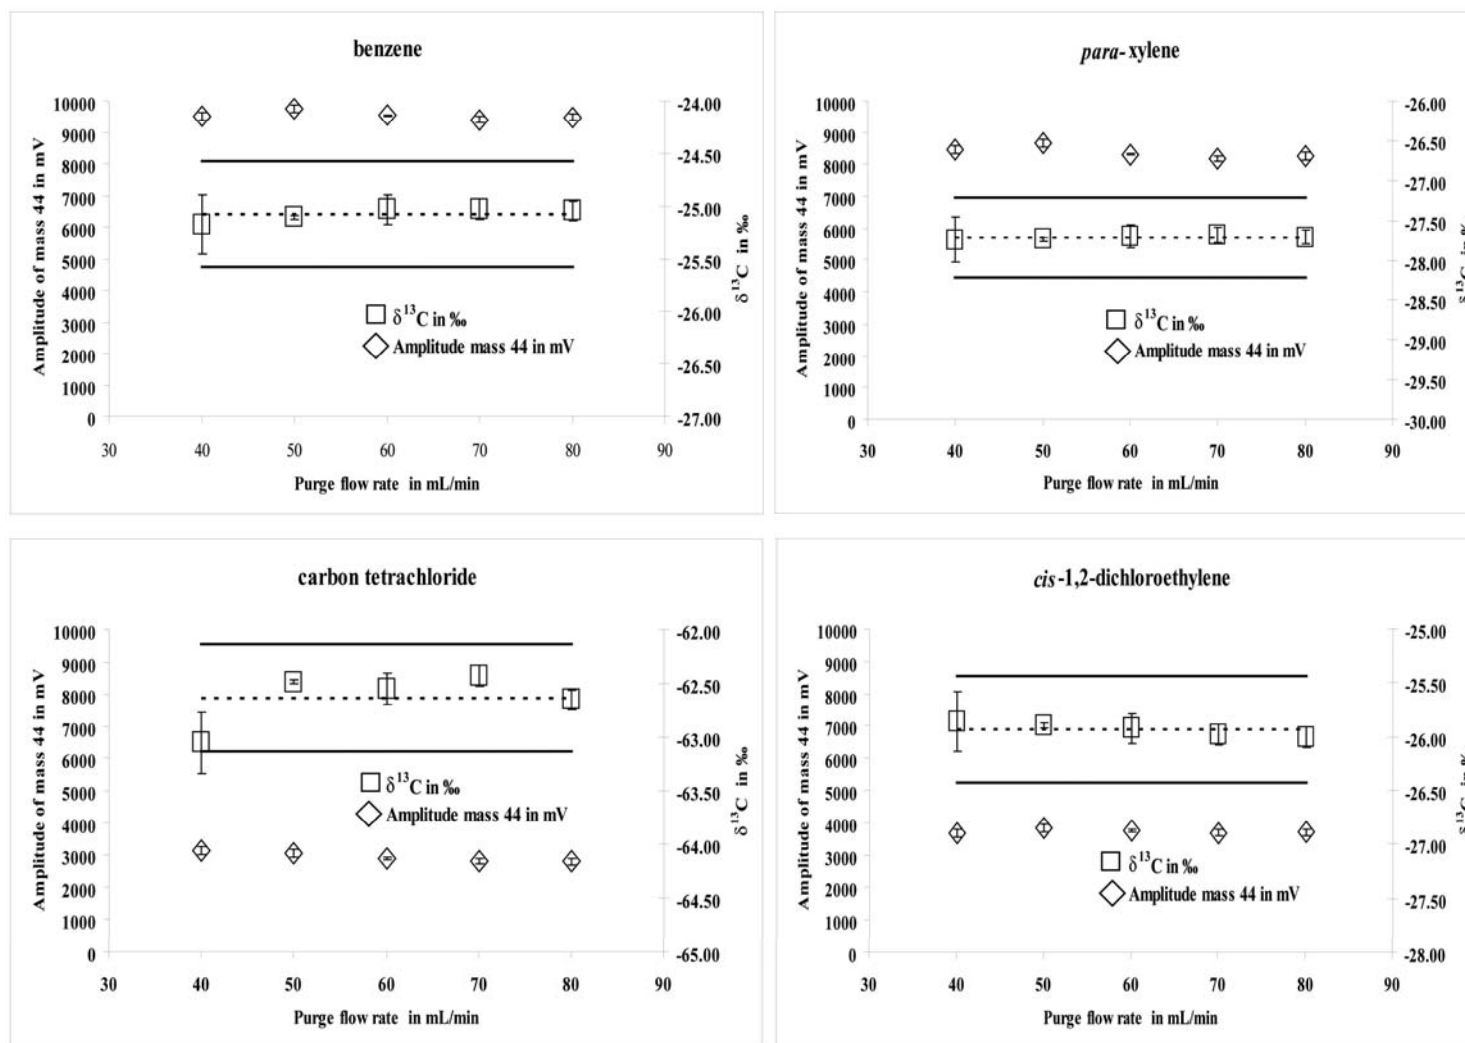 benzene
10000
9000
8000
7000
6000
5000
4000
3000
2000
1000
0
Amplitude of mass 44 in mV
-24.00
-24.50
-25.00
-25.50
-26.00
-26.50
-27.00
δ¹³C in ‰
δ¹³C in ‰
Amplitude mass 44 in mV
30 40 50 60 70 80 90
Purge flow rate in mL/min
para-xylene
10000
9000
8000
7000
6000
5000
4000
3000
2000
1000
0
Amplitude of mass 44 in mV
-26.00
-26.50
-27.00
-27.50
-28.00
-28.50
-29.00
-29.50
-30.00
δ¹³C in ‰
Amplitude mass 44 in mV
30 40 50 60 70 80 90
Purge flow rate in mL/min
carbon tetrachloride
10000
9000
8000
7000
6000
5000
4000
3000
2000
1000
0
Amplitude of mass 44 in mV
-62.00
-62.50
-63.00
-63.50
-64.00
-64.50
-65.00
δ¹³C in ‰
δ¹³C in ‰
Amplitude mass 44 in mV
30 40 50 60 70 80 90
Purge flow rate in mL/min
cis-1,2-dichloroethylene
10000
9000
8000
7000
6000
5000
4000
3000
2000
1000
0
Amplitude of mass 44 in mV
-25.00
-25.50
-26.00
-26.50
-27.00
-27.50
-28.00
δ¹³C in ‰
Amplitude mass 44 in mV
30 40 50 60 70 80 90
Purge flow rate in mL/min